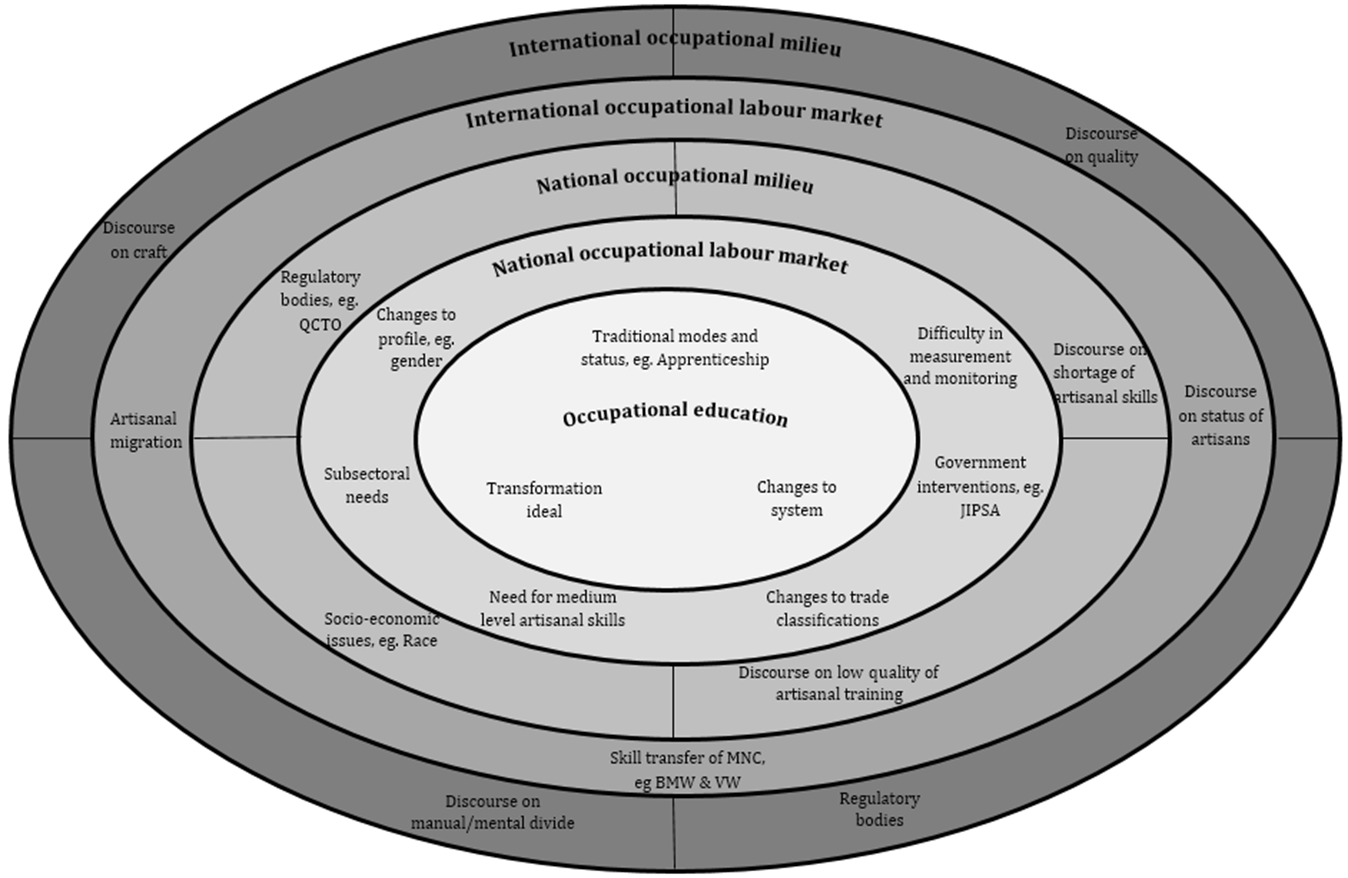 International occupational milieu
International occupational labour market
Discourse
on quality
National occupational milieu
Discourse
on craft
National occupational labour market
Regulatory
bodies, eg.
QCTO
Changes to
profile, eg.
gender
Traditional modes and
status, eg. Apprenticeship
Difficulty in
measurement
and monitoring
Discourse on
shortage of
artisanal skills
Discourse
on status of
artisans
Artisanal
migration
Occupational education
Subsectoral
needs
Transformation
ideal
Changes to
system
Government
interventions, eg.
JIPSA
Need for medium
level artisanal skills
Changes to trade
classifications
Socio-economic
issues, eg. Race
Discourse on low quality of
artisanal training
Skill transfer of MNC,
eg BMW & VW
Discourse on
manual/mental divide
Regulatory
bodies